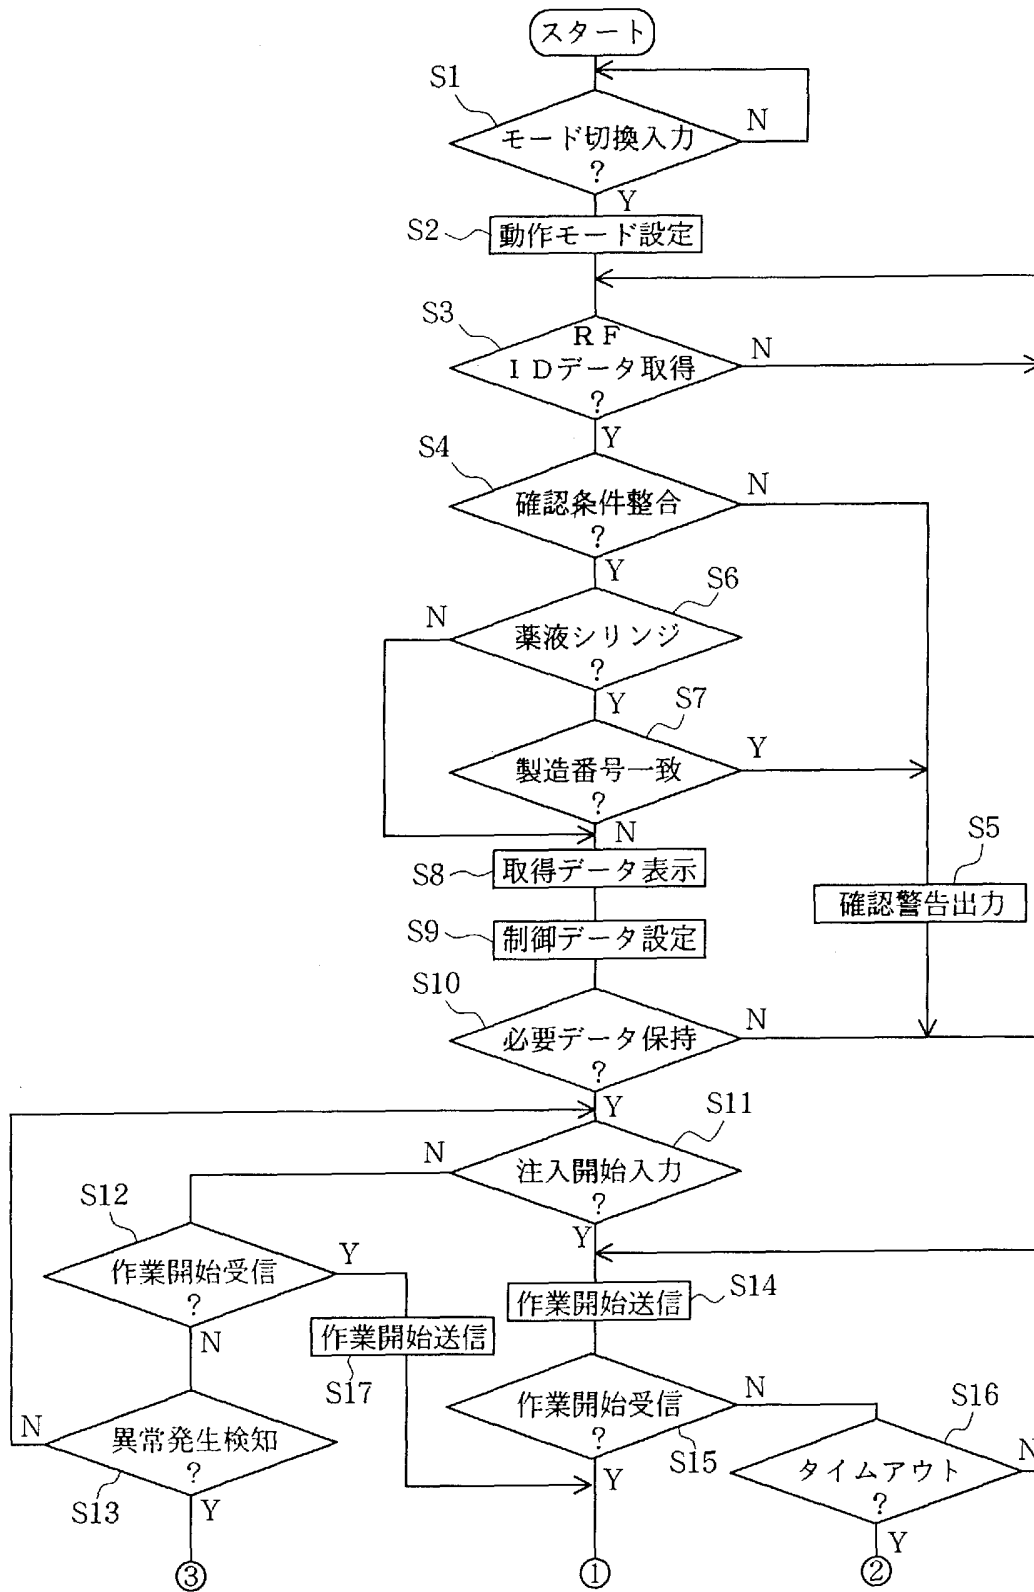 スタート
S1
モード切換入力
?
N
Y
S2
動作モード設定
S3
RF
IDデータ取得
?
N
Y
S4
確認条件整合
?
N
Y
S6
薬液シリンジ
?
N
Y
S7
製造番号一致
?
Y
N
S5
確認警告出力
S8
取得データ表示
S9
制御データ設定
S10
必要データ保持
?
N
Y
S11
注入開始入力
?
N
Y
S12
作業開始受信
?
Y
N
S14
作業開始送信
作業開始送信
S17
S13
異常発生検知
?
N
Y
S15
作業開始受信
?
N
Y
S16
タイムアウト
?
N
Y
③
①
②